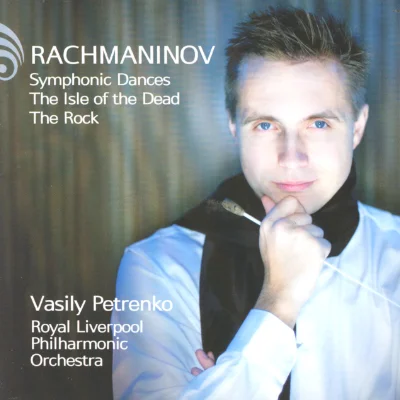 RACHMANINOV
Symphonic Dances
The Isle of the Dead
The Rock
Vasily Petrenko
Royal Liverpool
Philharmonic
Orchestra